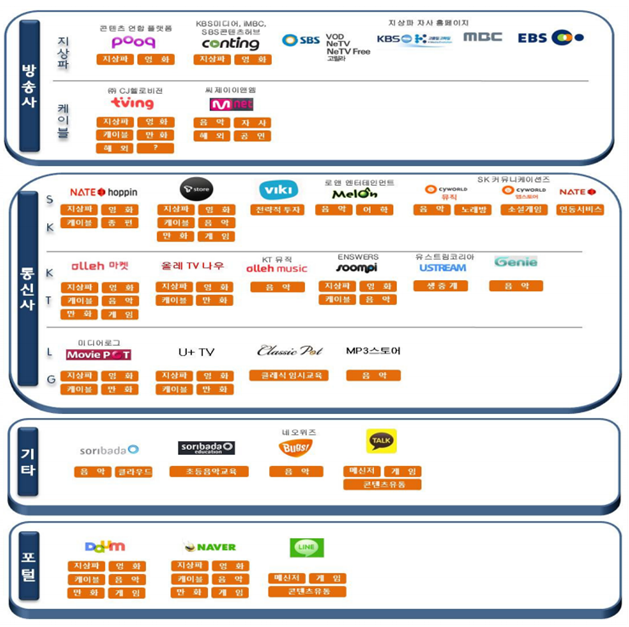 방송사
지상파
콘텐츠 연합 플랫폼
pooq
지상파 영화
KBS미디어, iMBC,
SBS콘텐츠허브
conting
지상파 영화
지상파 자사 홈페이지
SBS
VOD
NeTV
NeTV Free
고릴라
KBS
MBC
EBS
케이블
㈜ CJ헬로비전
tving
지상파 영화
케이블 만화
해외 ?
씨제이이앤엠
Mnet
음악 자사
해외 공연
통신사
SK
NATE hoppin
지상파 영화
케이블 종편
T store
지상파 영화
케이블 음악
만화 게임
viki
전략적 투자
로엔 엔터테인먼트
Melon
음악 어학
SK 커뮤니케이션즈
CYWORLD
뮤직
음악 노래방
CYWORLD
앱스토어
소셜게임
NATE
연동서비스
KT
olleh 마켓
지상파 영화
케이블 음악
만화 게임
올레 TV 나우
지상파 영화
케이블 만화
KT 뮤직
olleh music
음악
ENSWERS
soompi
지상파 영화
케이블 음악
유스트림코리아
USTREAM
생중계
Genie
음악
LG
미디어로그
Movie POT
지상파 영화
케이블 만화
U+ TV
지상파 영화
케이블 만화
Classic Pot
클래식 입시교육
MP3스토어
음악
기타
soribada
음악 클라우드
soribada
education
초등음악교육
네오위즈
Bugs!
음악
TALK
메신저 게임
콘텐츠유통
포털
Daum
지상파 영화
케이블 음악
만화 게임
NAVER
지상파 영화
케이블 음악
만화 게임
LINE
메신저 게임
콘텐츠유통